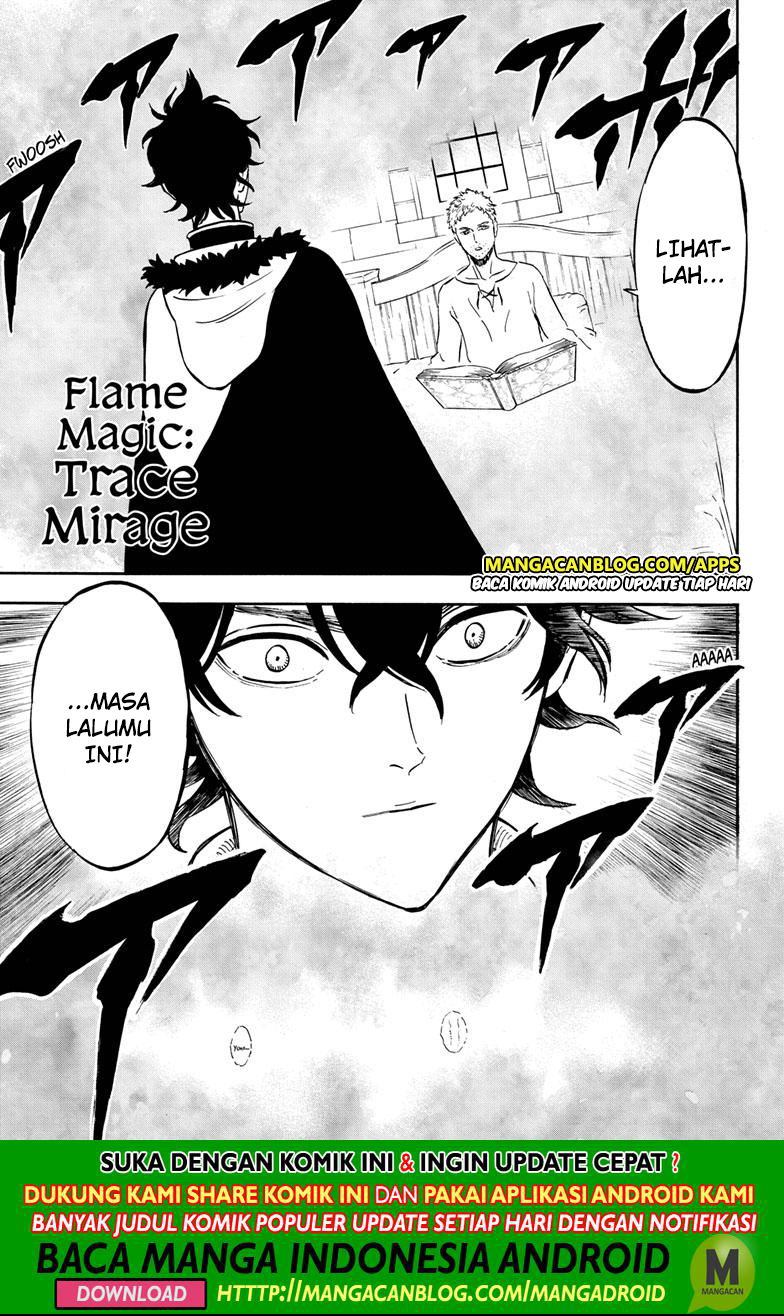 FWOOSH
LIHAT-
LAH...
Flame
Magic:
Trace
Mirage
MANGACANBLOG.COM/APPS
BACA KOMIK ANDROID UPDATE TIAP HARI
AAAAA
...MASA
LALUMU
INI!
SUKA DENGAN KOMIK INI & INGIN UPDATE CEPAT ?
DUKUNG KAMI SHARE KOMIK INI DAN PAKAI APLIKASI ANDROID KAMI
BANYAK JUDUL KOMIK POPULER UPDATE SETIAP HARI DENGAN NOTIFIKASI
BACA MANGA INDONESIA ANDROID
M
MANGACAN
DOWNLOAD
HTTTP://MANGACANBLOG.COM/MANGADROID